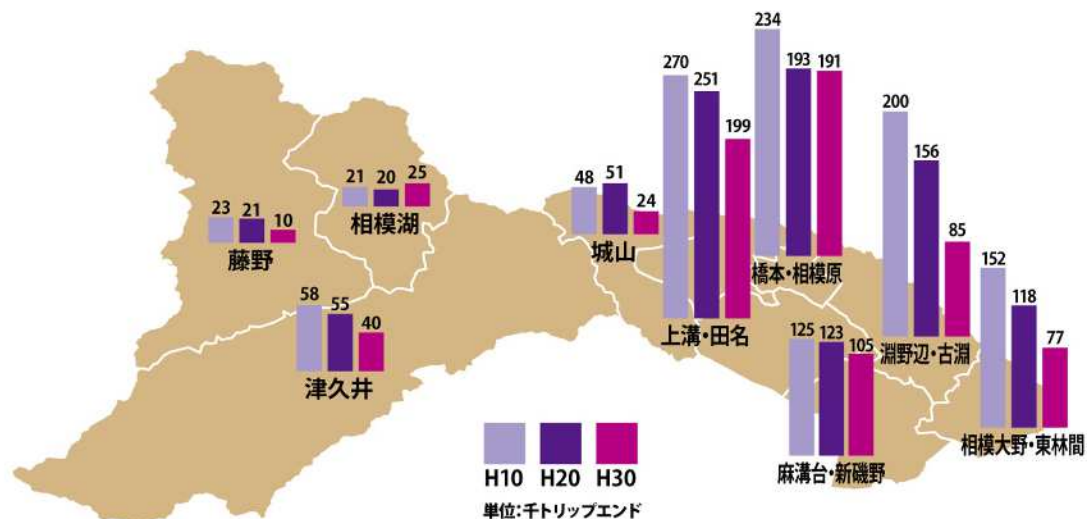 234
270
193
191
251
200
199
156
21
20
25
48
51
24
23
21
10
相模湖
藤野
城山
85
152
橋本・相模原
58
55
40
118
上溝・田名
125
123
105
淵野辺・古淵
77
津久井
相模大野・東林間
麻溝台・新磯野
H10
H20
H30
単位:千トリップエンド